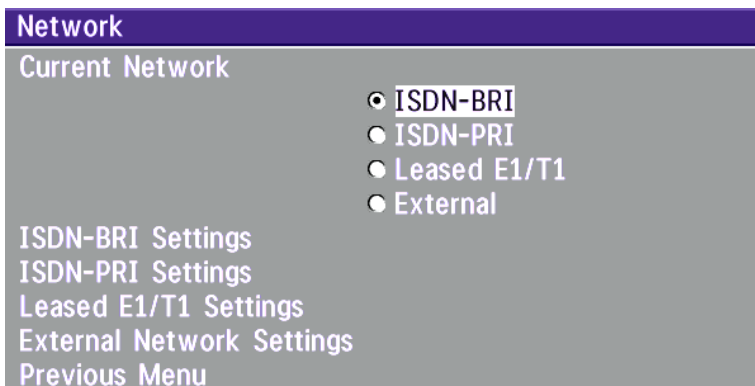 Network
Current Network
ISDN-BRI
ISDN-PRI
Leased E1/T1
External
ISDN-BRI Settings
ISDN-PRI Settings
Leased E1/T1 Settings
External Network Settings
Previous Menu